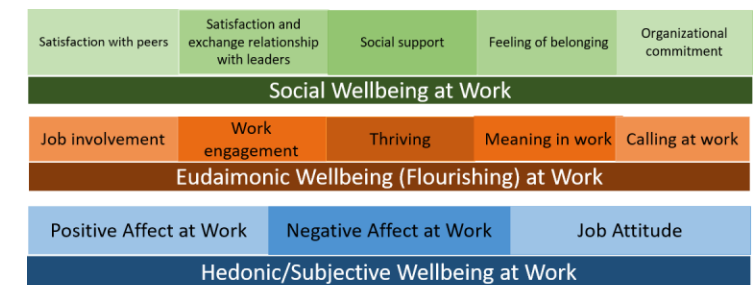 Satisfaction with peers
Satisfaction and
exchange relationship
with leaders
Social support
Feeling of belonging
Organizational
commitment
Social Wellbeing at Work
Job involvement
Work
engagement
Thriving
Meaning in work
Calling at work
Eudaimonic Wellbeing (Flourishing) at Work
Positive Affect at Work
Negative Affect at Work
Job Attitude
Hedonic/Subjective Wellbeing at Work